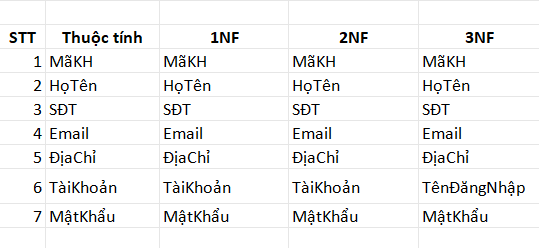 STT Thuộc tính 1NF 2NF 3NF
1 MãKH MãKH MãKH MãKH
2 HọTên HọTên HọTên HọTên
3 SĐT SĐT SĐT SĐT
4 Email Email Email Email
5 ĐịaChỉ ĐịaChỉ ĐịaChỉ ĐịaChỉ
6 TàiKhoản TàiKhoản TàiKhoản TênĐăngNhập
7 MậtKhẩu MậtKhẩu MậtKhẩu MậtKhẩu